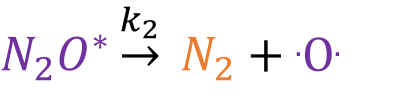 N₂O* k₂→ N₂ + ·O·